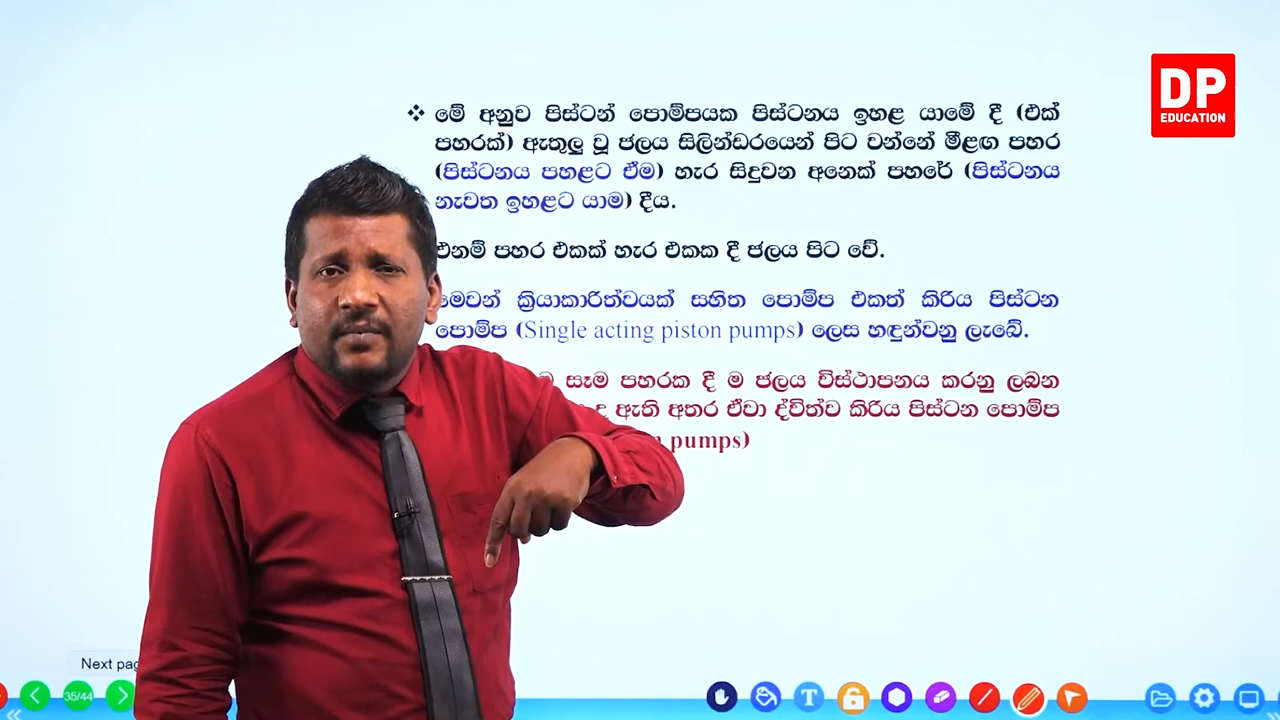 DP
EDUCATION
❖ මේ අනුව පිස්ටන් පොම්පයක පිස්ටනය ඉහළ යාමේ දී (එක්
පහරක්) ඇතුලු වූ ජලය සිලින්ඩරයෙන් පිට වන්නේ මීළඟ පහර
(පිස්ටනය පහළට ඒම) හැර සිදුවන අනෙක් පහරේ (පිස්ටනය
නැවත ඉහළට යාම) දීය.
එනම් පහර එකක් හැර එකක දී ජලය පිට වේ.
මෙවන් ක්‍රියාකාරිත්වයක් සහිත පොම්ප ඒකත් කිරිය පිස්ටන
පොම්ප (Single acting piston pumps) ලෙස හඳුන්වනු ලැබේ.
සෑම පහරක දී ම ජලය විස්ථාපනය කරනු ලබන
ද ඇති අතර ඒවා ද්විත්ව කිරිය පිස්ටන පොම්ප
pumps)
Next pag
35/44
T